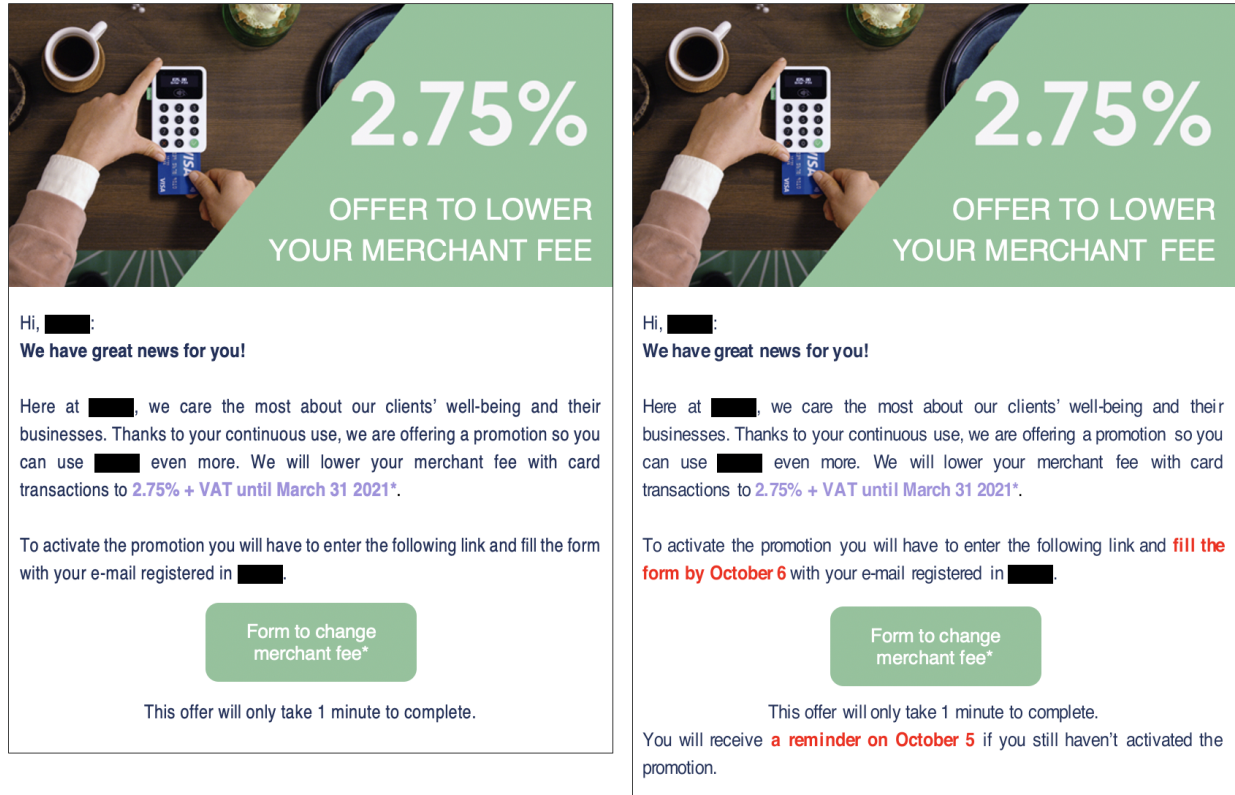 2.75%
OFFER TO LOWER
YOUR MERCHANT FEE
Hi, :
We have great news for you!
Here at , we care the most about our clients' well-being and their
businesses. Thanks to your continuous use, we are offering a promotion so you
can use even more. We will lower your merchant fee with card
transactions to 2.75% + VAT until March 31 2021*.
To activate the promotion you will have to enter the following link and fill the form
with your e-mail registered in .
Form to change
merchant fee*
This offer will only take 1 minute to complete.
2.75%
OFFER TO LOWER
YOUR MERCHANT FEE
Hi, :
We have great news for you!
Here at , we care the most about our clients' well-being and their
businesses. Thanks to your continuous use, we are offering a promotion so you
can use even more. We will lower your merchant fee with card
transactions to 2.75% + VAT until March 31 2021*.
To activate the promotion you will have to enter the following link and fill the
form by October 6 with your e-mail registered in .
Form to change
merchant fee*
This offer will only take 1 minute to complete.
You will receive a reminder on October 5 if you still haven't activated the
promotion.